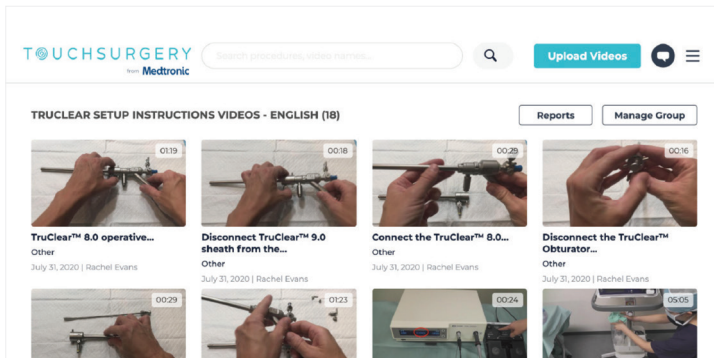 TOUCHSURGERY
from Medtronic
Search procedures, video names...
Upload Videos
TRUCLEAR SETUP INSTRUCTIONS VIDEOS - ENGLISH (18)
Reports
Manage Group
01:19
00:18
00:29
00:16
TruClear™ 8.0 operative...
Other
July 31, 2020 | Rachel Evans
Disconnect TruClear™ 9.0
sheath from the...
Other
July 31, 2020 | Rachel Evans
Connect the TruClear™ 8.0...
Other
July 31, 2020 | Rachel Evans
Disconnect the TruClear™
Obturator...
Other
July 31, 2020 | Rachel Evans
00:29
01:23
00:24
05:05